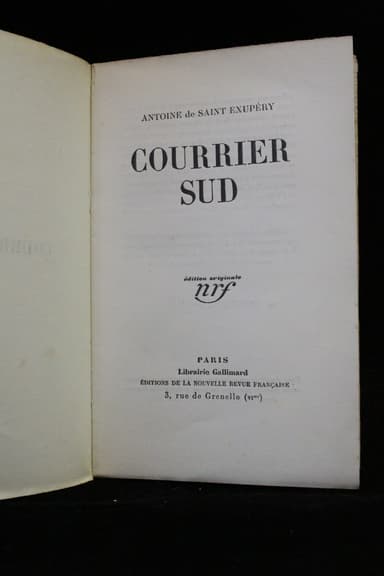 ANTOINE de SAINT EXUPÉRY
COURRIER
SUD
édition originale
nrf
PARIS
Librairie Gallimard
ÉDITIONS DE LA NOUVELLE REVUE FRANÇAISE
3, rue de Grenelle (VIme)